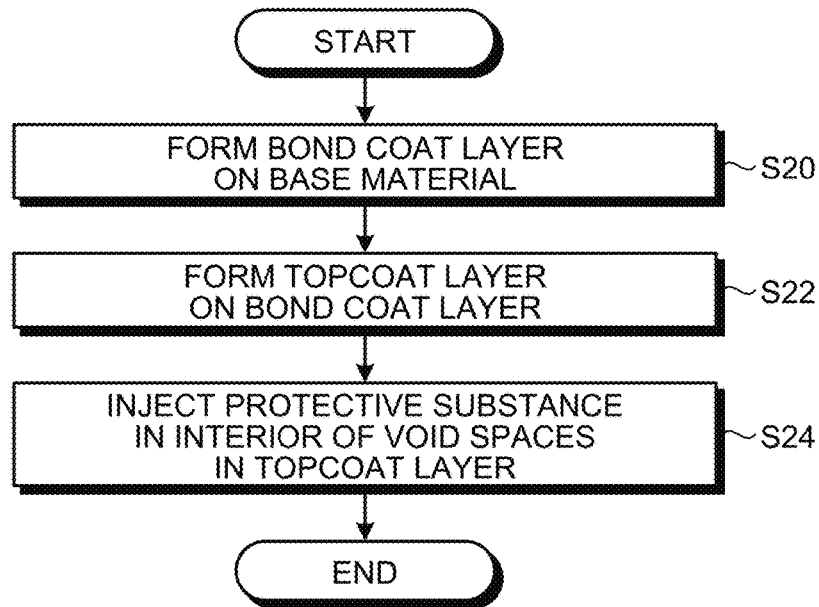 START
FORM BOND COAT LAYER
ON BASE MATERIAL
S20
FORM TOPCOAT LAYER
ON BOND COAT LAYER
S22
INJECT PROTECTIVE SUBSTANCE
IN INTERIOR OF VOID SPACES
IN TOPCOAT LAYER
S24
END